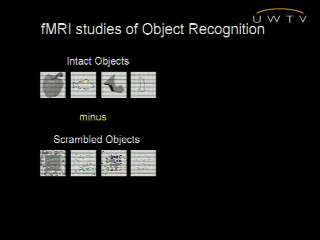 UWTV
fMRI studies of Object Recognition
Intact Objects
minus
Scrambled Objects